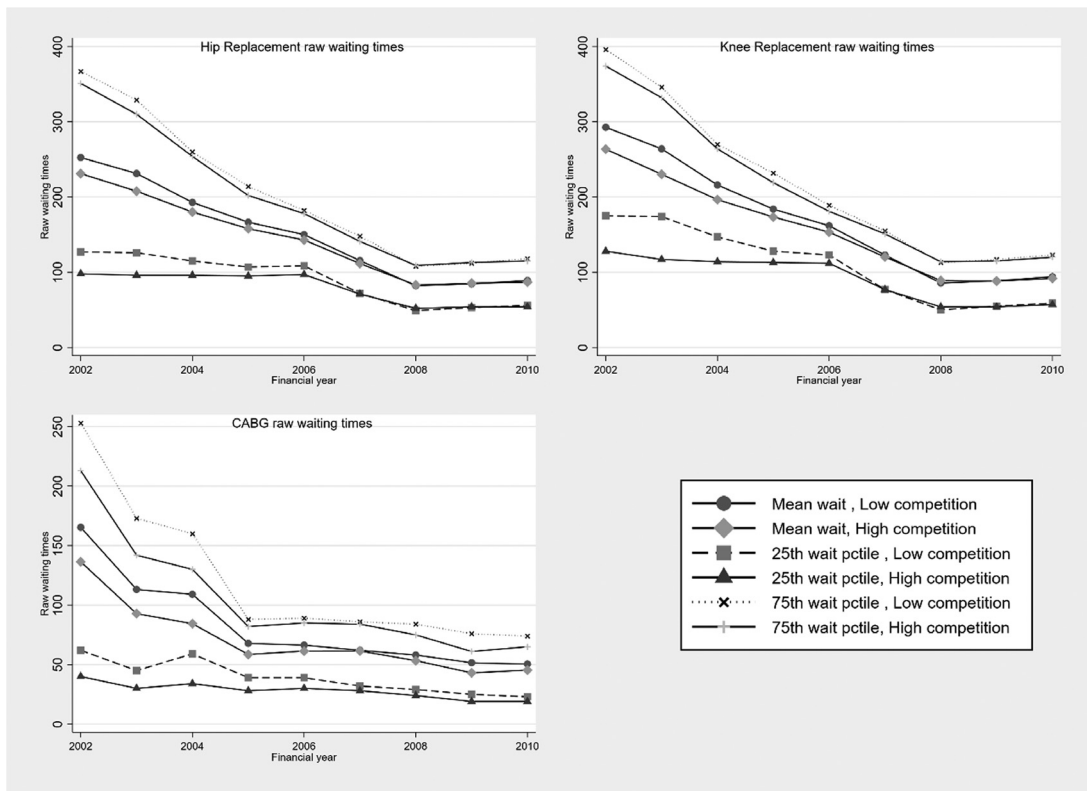 Hip Replacement raw waiting times
Raw waiting times
400
300
200
100
0
2002 2004 2006 2008 2010
Financial year
Knee Replacement raw waiting times
Raw waiting times
400
300
200
100
0
2002 2004 2006 2008 2010
Financial year
CABG raw waiting times
Raw waiting times
250
200
150
100
50
0
2002 2004 2006 2008 2010
Financial year
Mean wait , Low competition
Mean wait, High competition
25th wait pctile , Low competition
25th wait pctile, High competition
75th wait pctile , Low competition
75th wait pctile, High competition